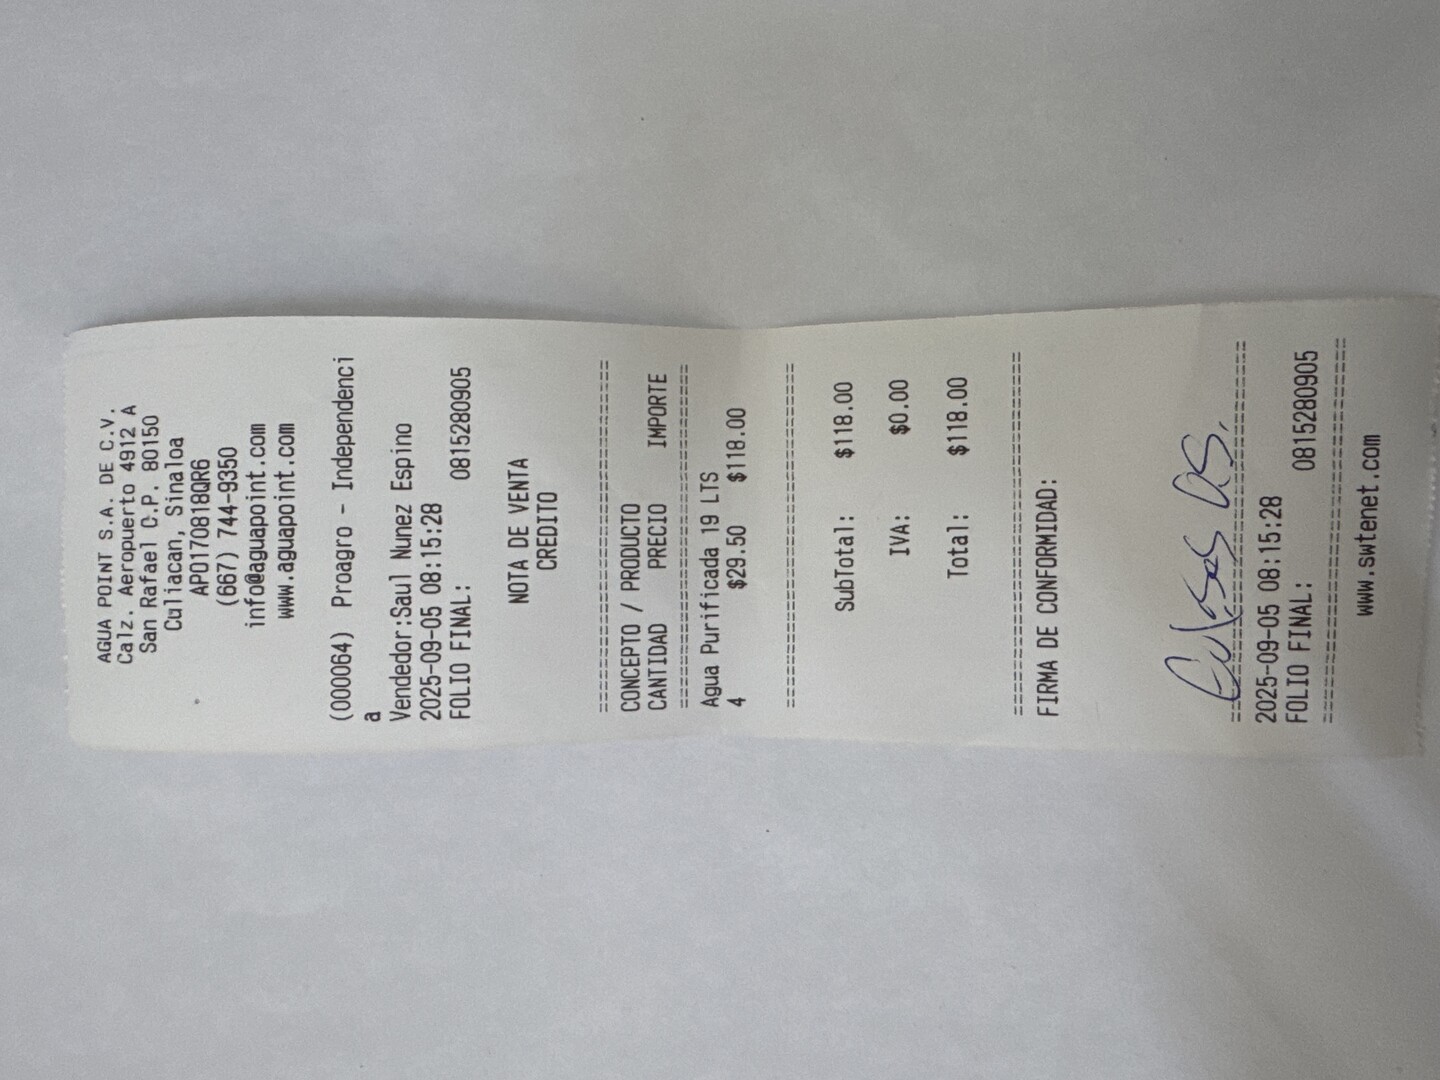 AGUA POINT S.A. DE C.V.
Calz. Aeropuerto 4912 A
San Rafael C.P. 80150
Culiacan, Sinaloa
APO170818QR6
(667) 744-9350
info@aguapoint.com
www.aguapoint.com
(000064) Proagro - Independenci
a
Vendedor:Saul Nunez Espino
2025-09-05 08:15:28
FOLIO FINAL: 0815280905
NOTA DE VENTA
CREDITO
CONCEPTO / PRODUCTO
CANTIDAD PRECIO IMPORTE
Agua Purificada 19 LTS
4 $29.50 $118.00
SubTotal: $118.00
IVA: $0.00
Total: $118.00
FIRMA DE CONFORMIDAD:
2025-09-05 08:15:28
FOLIO FINAL: 0815280905
www.swtenet.com